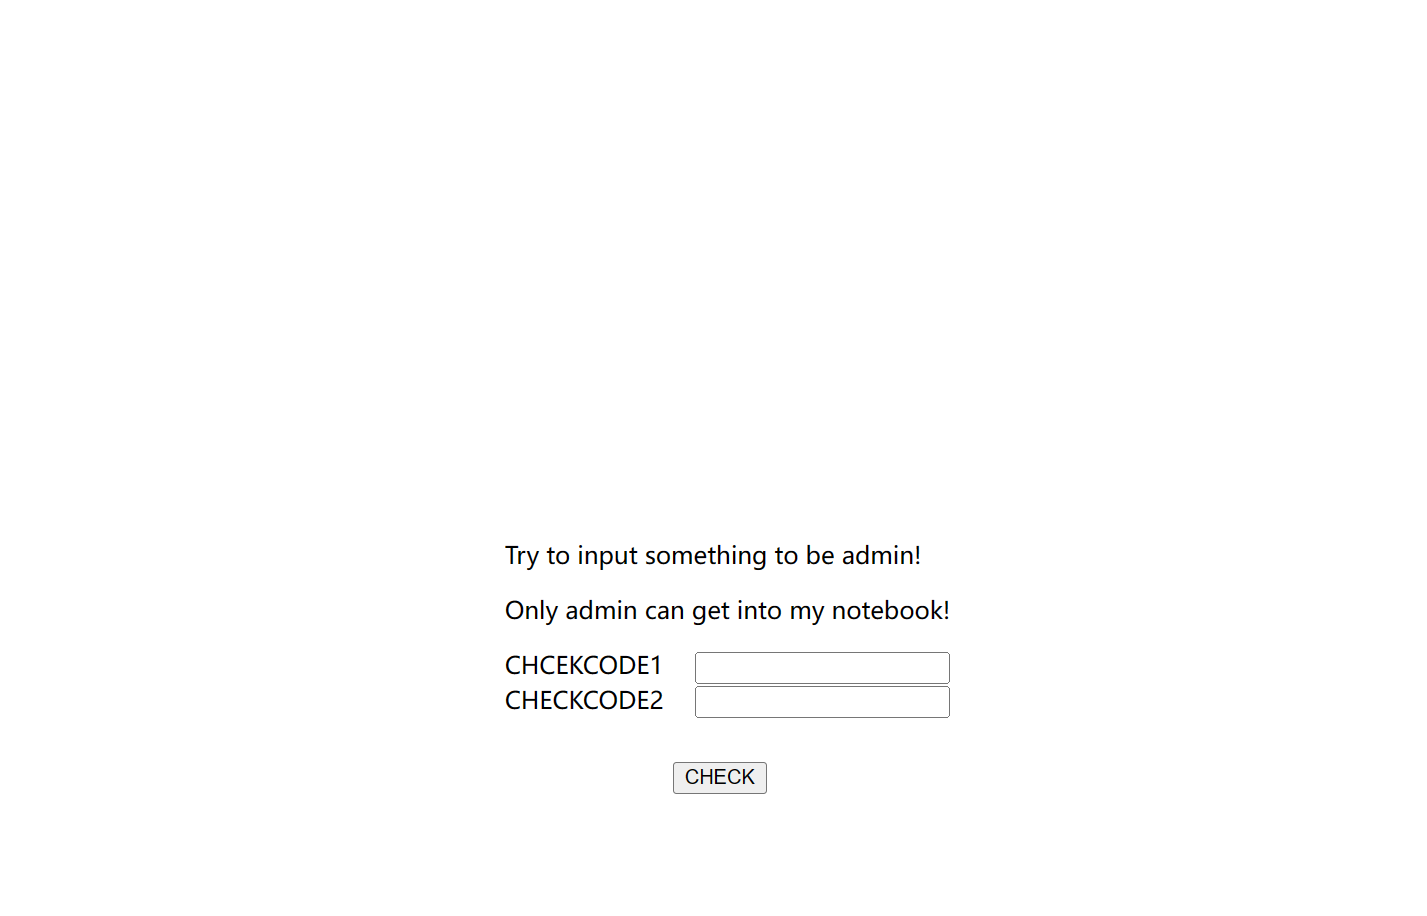 Try to input something to be admin!
Only admin can get into my notebook!
CHCEKCODE1
CHECKCODE2
CHECK